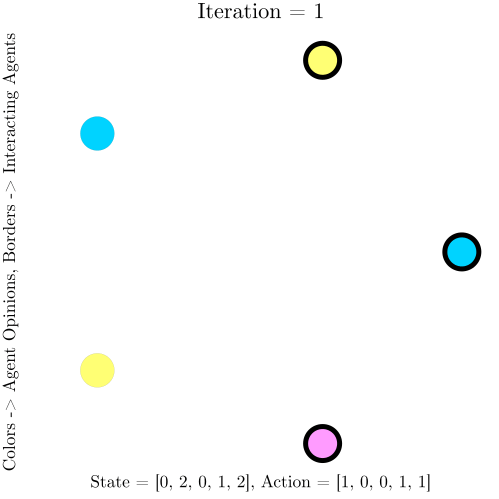 Iteration = 1
Colors -> Agent Opinions, Borders -> Interacting Agents
State = [0, 2, 0, 1, 2], Action = [1, 0, 0, 1, 1]